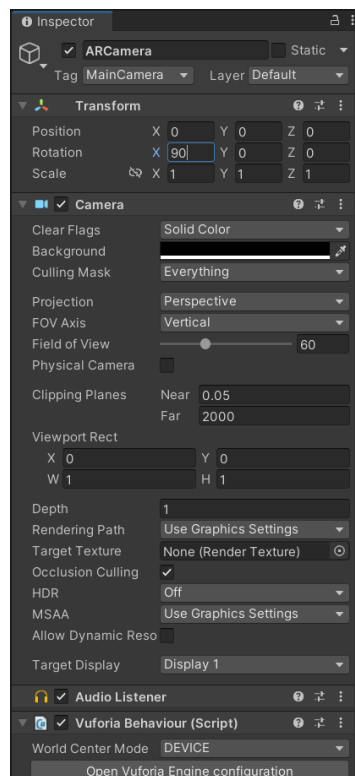 Inspector
ARCamera Static
Tag MainCamera Layer Default
Transform
Position X 0 Y 0 Z 0
Rotation X 90 Y 0 Z 0
Scale X 1 Y 1 Z 1
Camera
Clear Flags Solid Color
Background
Culling Mask Everything
Projection Perspective
FOV Axis Vertical
Field of View 60
Physical Camera
Clipping Planes Near 0.05
Far 2000
Viewport Rect
X 0 Y 0
W 1 H 1
Depth 1
Rendering Path Use Graphics Settings
Target Texture None (Render Texture)
Occlusion Culling
HDR Off
MSAA Use Graphics Settings
Allow Dynamic Reso
Target Display Display 1
Audio Listener
Vuforia Behaviour (Script)
World Center Mode DEVICE
Open Vuforia Engine configuration